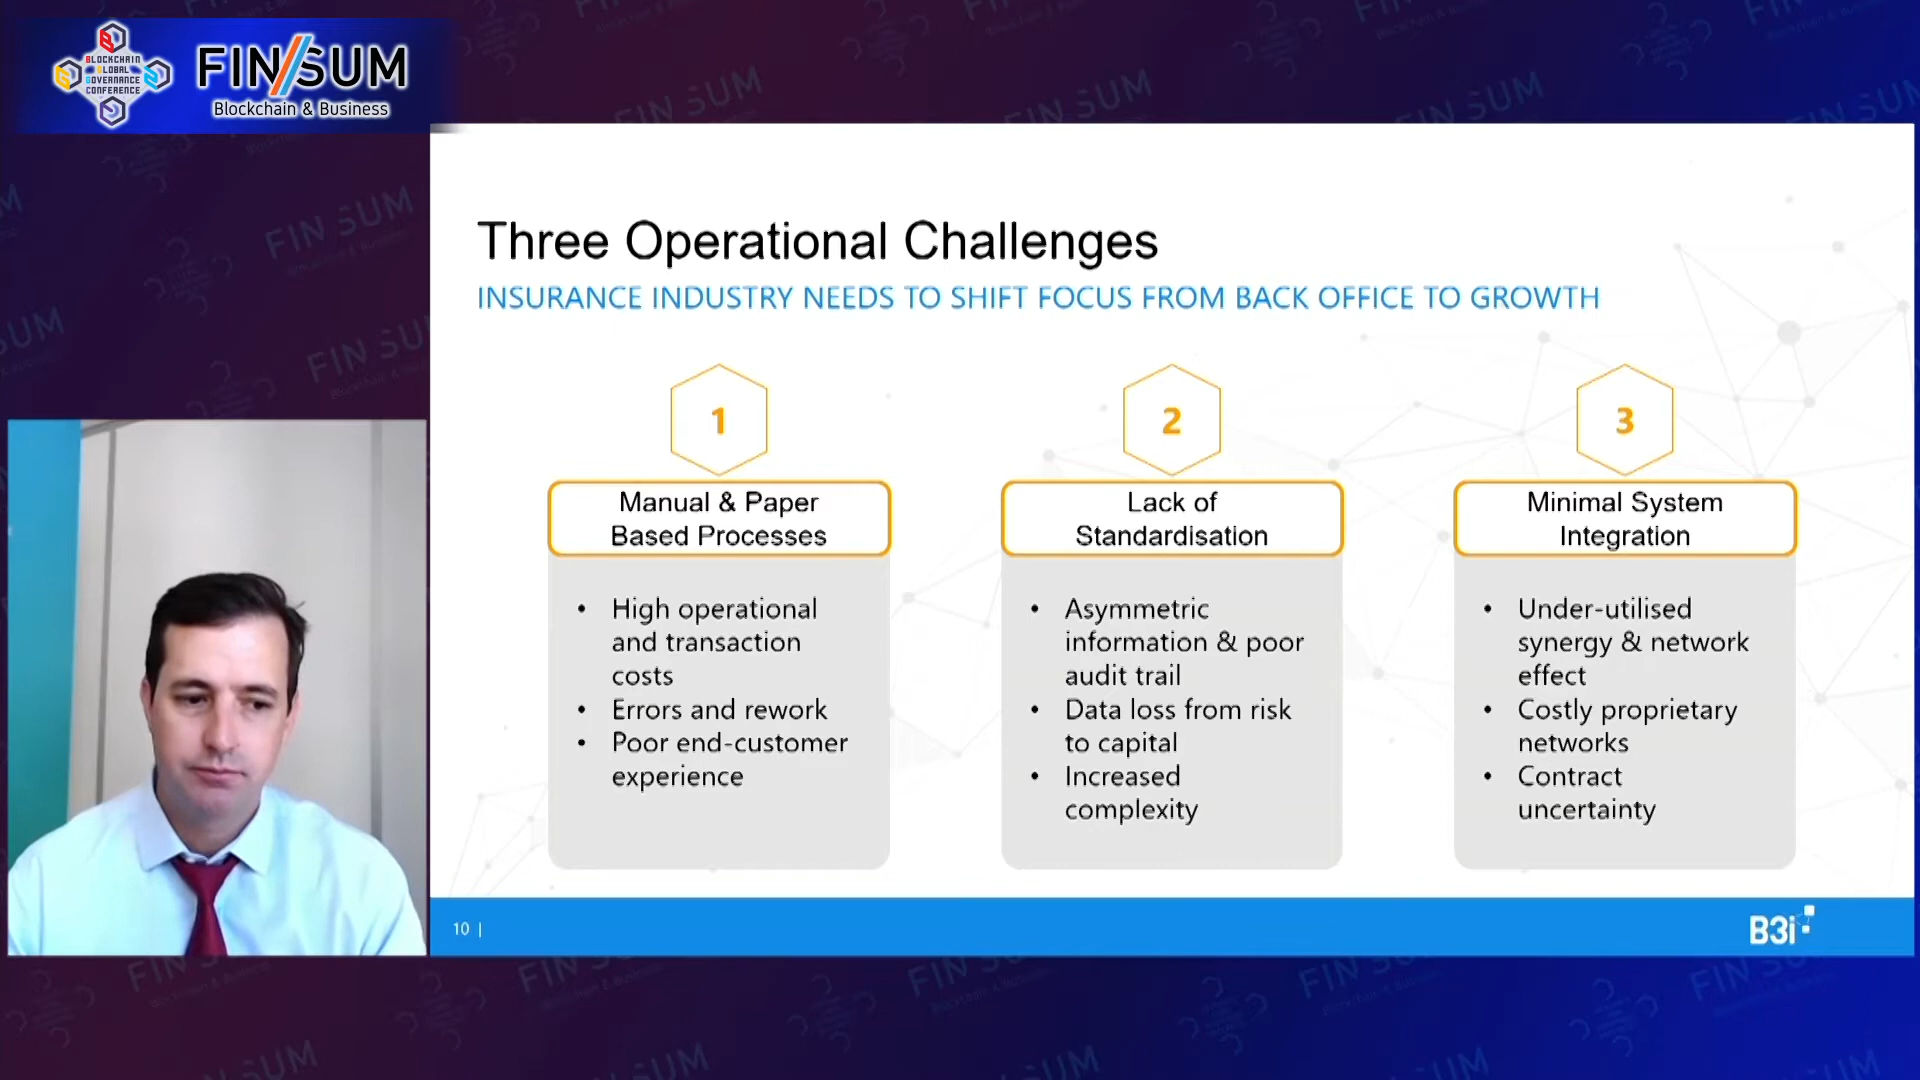 BLOCKCHAIN
GLOBAL
GOVERNANCE
CONFERENCE
FIN/SUM
Blockchain & Business
Three Operational Challenges
INSURANCE INDUSTRY NEEDS TO SHIFT FOCUS FROM BACK OFFICE TO GROWTH
1
Manual & Paper
Based Processes
• High operational
and transaction
costs
• Errors and rework
• Poor end-customer
experience
2
Lack of
Standardisation
• Asymmetric
information & poor
audit trail
• Data loss from risk
to capital
• Increased
complexity
3
Minimal System
Integration
• Under-utilised
synergy & network
effect
• Costly proprietary
networks
• Contract
uncertainty
10 |
B3i